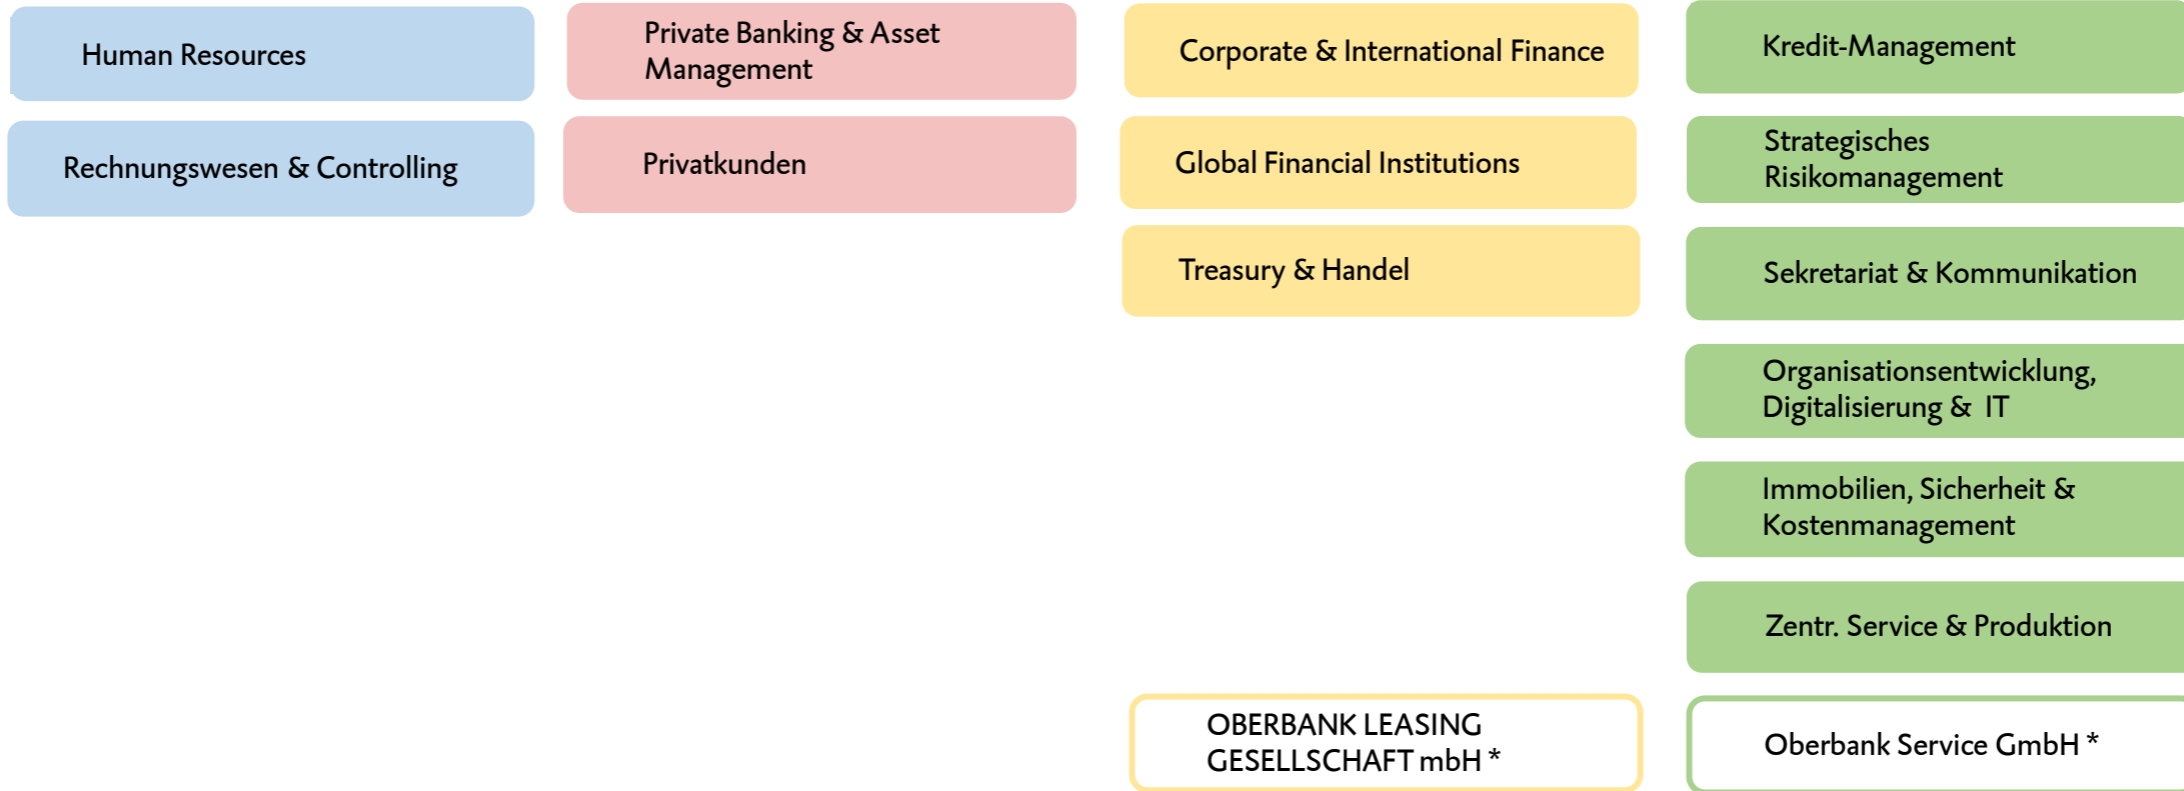 Human Resources
Rechnungswesen & Controlling
Private Banking & Asset
Management
Privatkunden
Corporate & International Finance
Global Financial Institutions
Treasury & Handel
OBERBANK LEASING
GESELLSCHAFT mbH *
Kredit-Management
Strategisches
Risikomanagement
Sekretariat & Kommunikation
Organisationsentwicklung,
Digitalisierung & IT
Immobilien, Sicherheit &
Kostenmanagement
Zentr. Service & Produktion
Oberbank Service GmbH *